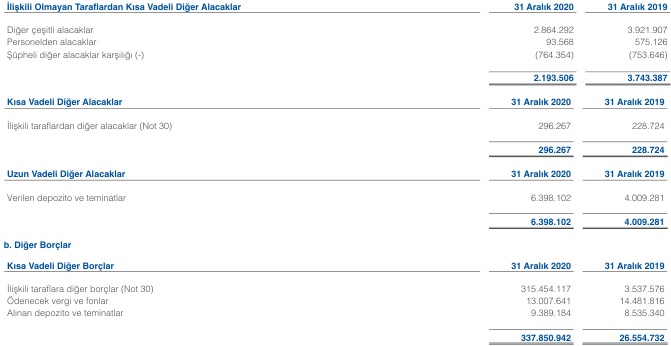 İlişkili Olmayan Taraflardan Kısa Vadeli Diğer Alacaklar 31 Aralık 2020 31 Aralık 2019
Diğer çeşitli alacaklar 2.864.292 3.921.907
Personelden alacaklar 93.568 575.126
Şüpheli diğer alacaklar karşılığı (-) (764.354) (753.646)
2.193.506 3.743.387
Kısa Vadeli Diğer Alacaklar 31 Aralık 2020 31 Aralık 2019
İlişkili taraflardan diğer alacaklar (Not 30) 296.267 228.724
296.267 228.724
Uzun Vadeli Diğer Alacaklar 31 Aralık 2020 31 Aralık 2019
Verilen depozito ve teminatlar 6.398.102 4.009.281
6.398.102 4.009.281
b. Diğer Borçlar
Kısa Vadeli Diğer Borçlar 31 Aralık 2020 31 Aralık 2019
İlişkili taraflara diğer borçlar (Not 30) 315.454.117 3.537.576
Ödenecek vergi ve fonlar 13.007.641 14.481.816
Alınan depozito ve teminatlar 9.389.184 8.535.340
337.850.942 26.554.732